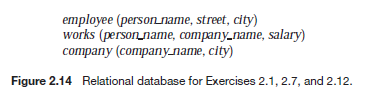 employee (person_name, street, city)
works (person_name, company_name, salary)
company (company_name, city)
Figure 2.14 Relational database for Exercises 2.1, 2.7, and 2.12.